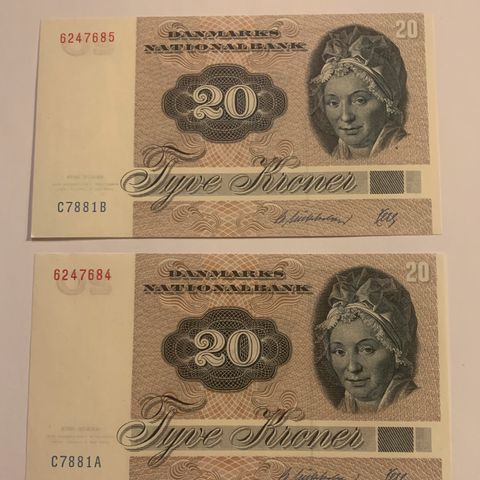 6247685
DANMARKS
NATIONALBANK
20
20
Tyve Kroner
C7881B
6247684
DANMARKS
NATIONALBANK
20
20
Tyve Kroner
C7881A